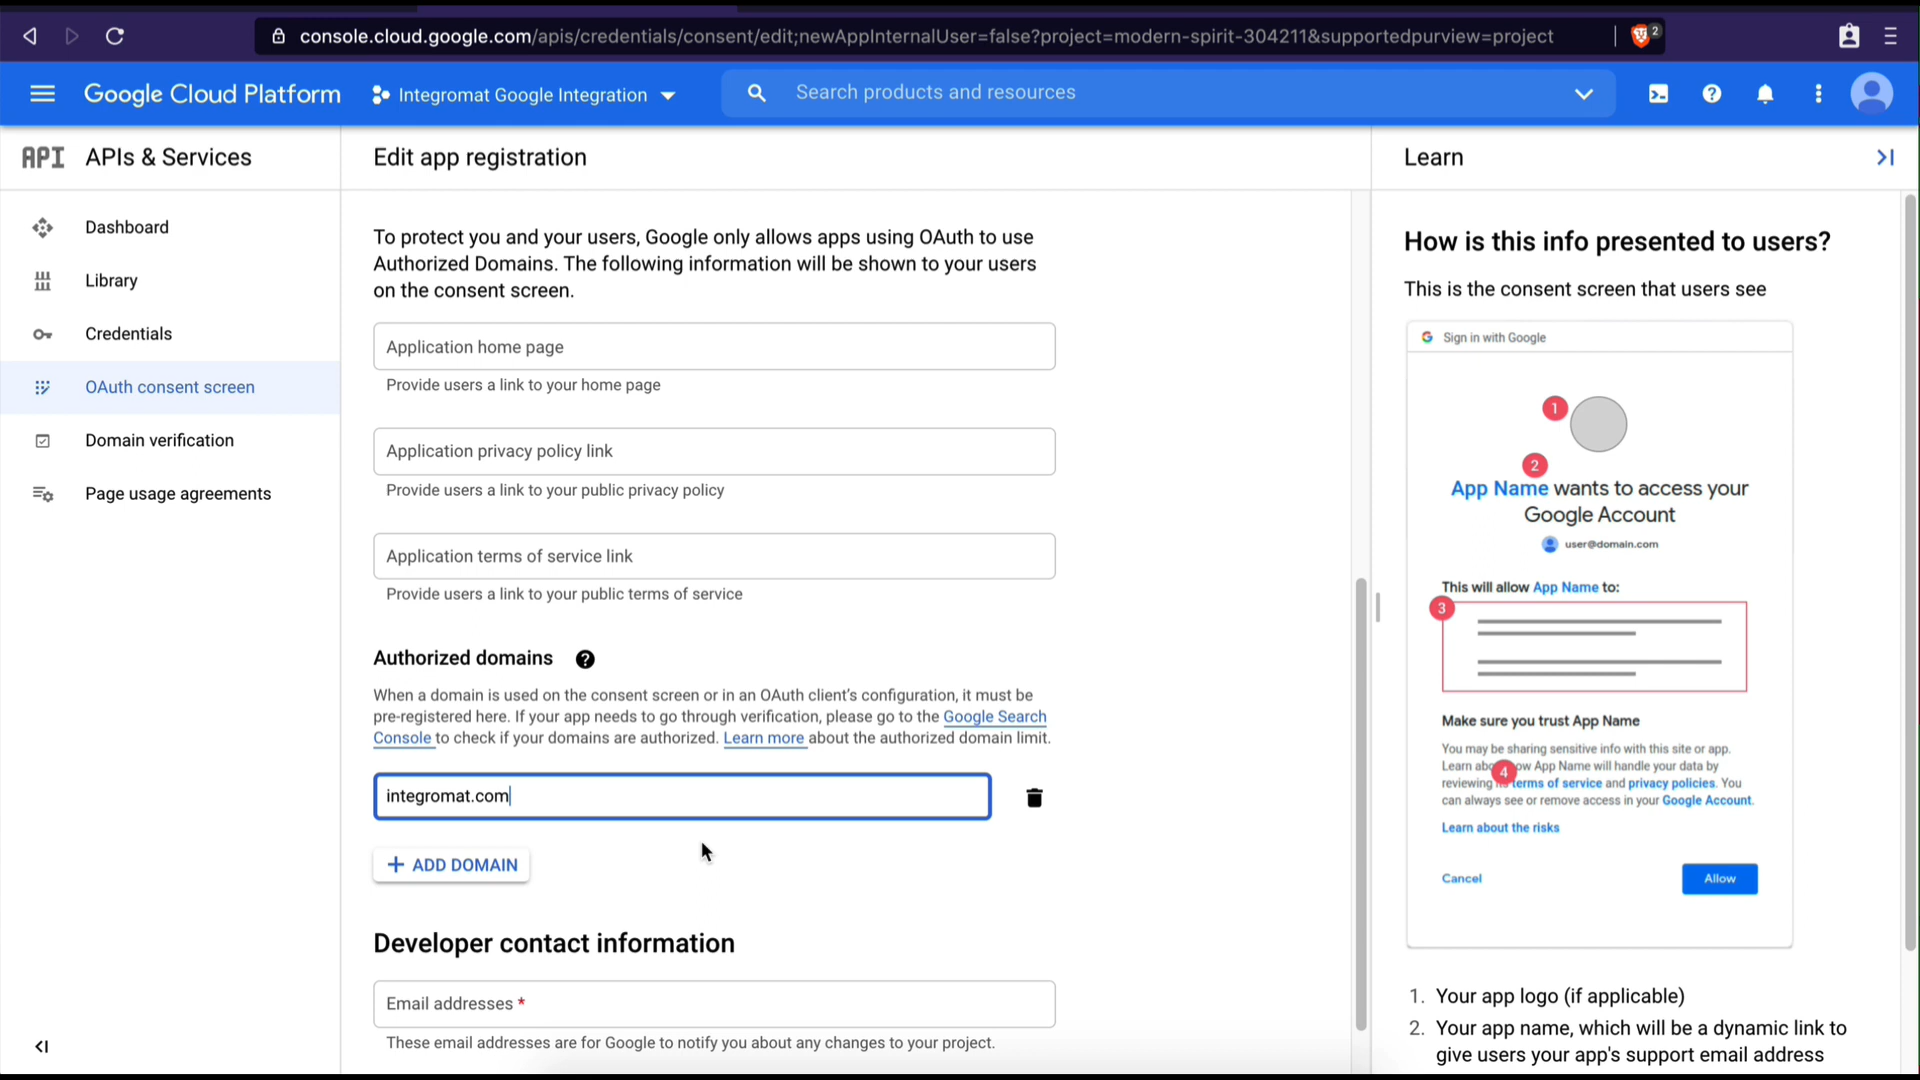 console.cloud.google.com/apis/credentials/consent/edit;newAppInternalUser=false?project=modern-spirit-304211&supportedpurview=project
2
Google Cloud Platform
Integromat Google Integration
Search products and resources
API APIs & Services
Edit app registration
Learn
Dashboard
Library
Credentials
OAuth consent screen
Domain verification
Page usage agreements
To protect you and your users, Google only allows apps using OAuth to use
Authorized Domains. The following information will be shown to your users
on the consent screen.
Application home page
Provide users a link to your home page
Application privacy policy link
Provide users a link to your public privacy policy
Application terms of service link
Provide users a link to your public terms of service
Authorized domains
When a domain is used on the consent screen or in an OAuth client's configuration, it must be
pre-registered here. If your app needs to go through verification, please go to the Google Search
Console to check if your domains are authorized. Learn more about the authorized domain limit.
integromat.com
+ ADD DOMAIN
Developer contact information
Email addresses *
These email addresses are for Google to notify you about any changes to your project.
How is this info presented to users?
This is the consent screen that users see
G Sign in with Google
1
2
App Name wants to access your
Google Account
user@domain.com
This will allow App Name to:
3
Make sure you trust App Name
You may be sharing sensitive info with this site or app.
Learn abo ow App Name will handle your data by
4
reviewing terms of service and privacy policies. You
can always see or remove access in your Google Account.
Learn about the risks
Cancel
Allow
1. Your app logo (if applicable)
2. Your app name, which will be a dynamic link to
give users your app's support email address